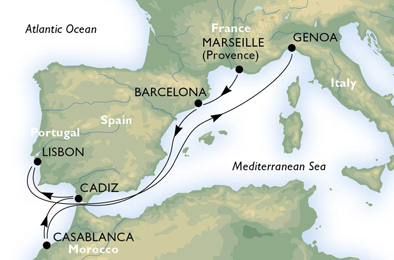 Atlantic Ocean
France
MARSEILLE
(Provence)
GENOA
BARCELONA
Italy
Portugal
Spain
LISBON
Mediterranean Sea
CADIZ
CASABLANCA
Morocco